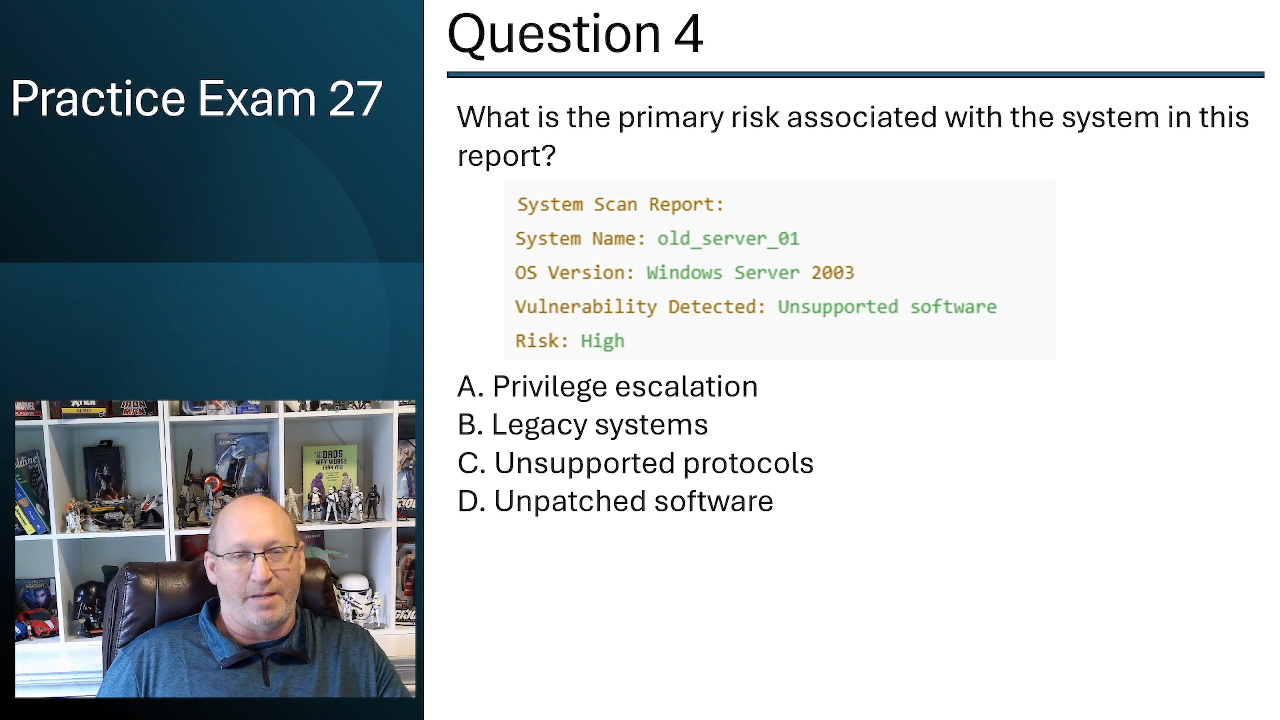 Practice Exam 27
Question 4
What is the primary risk associated with the system in this
report?
System Scan Report:
System Name: old_server_01
OS Version: Windows Server 2003
Vulnerability Detected: Unsupported software
Risk: High
A. Privilege escalation
B. Legacy systems
C. Unsupported protocols
D. Unpatched software